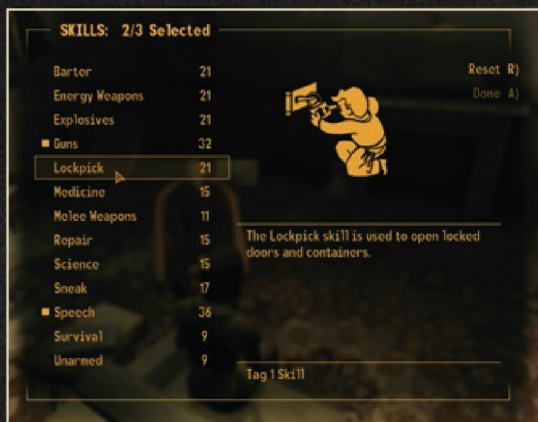 SKILLS: 2/3 Selected
Barter 21
Energy Weapons 21
Explosives 21
Guns 32
Lockpick 21
Medicine 15
Melee Weapons 11
Repair 15
Science 15
Sneak 17
Speech 36
Survival 9
Unarmed 9
Reset R)
Done A)
The Lockpick skill is used to open locked
doors and containers.
Tag 1 Skill